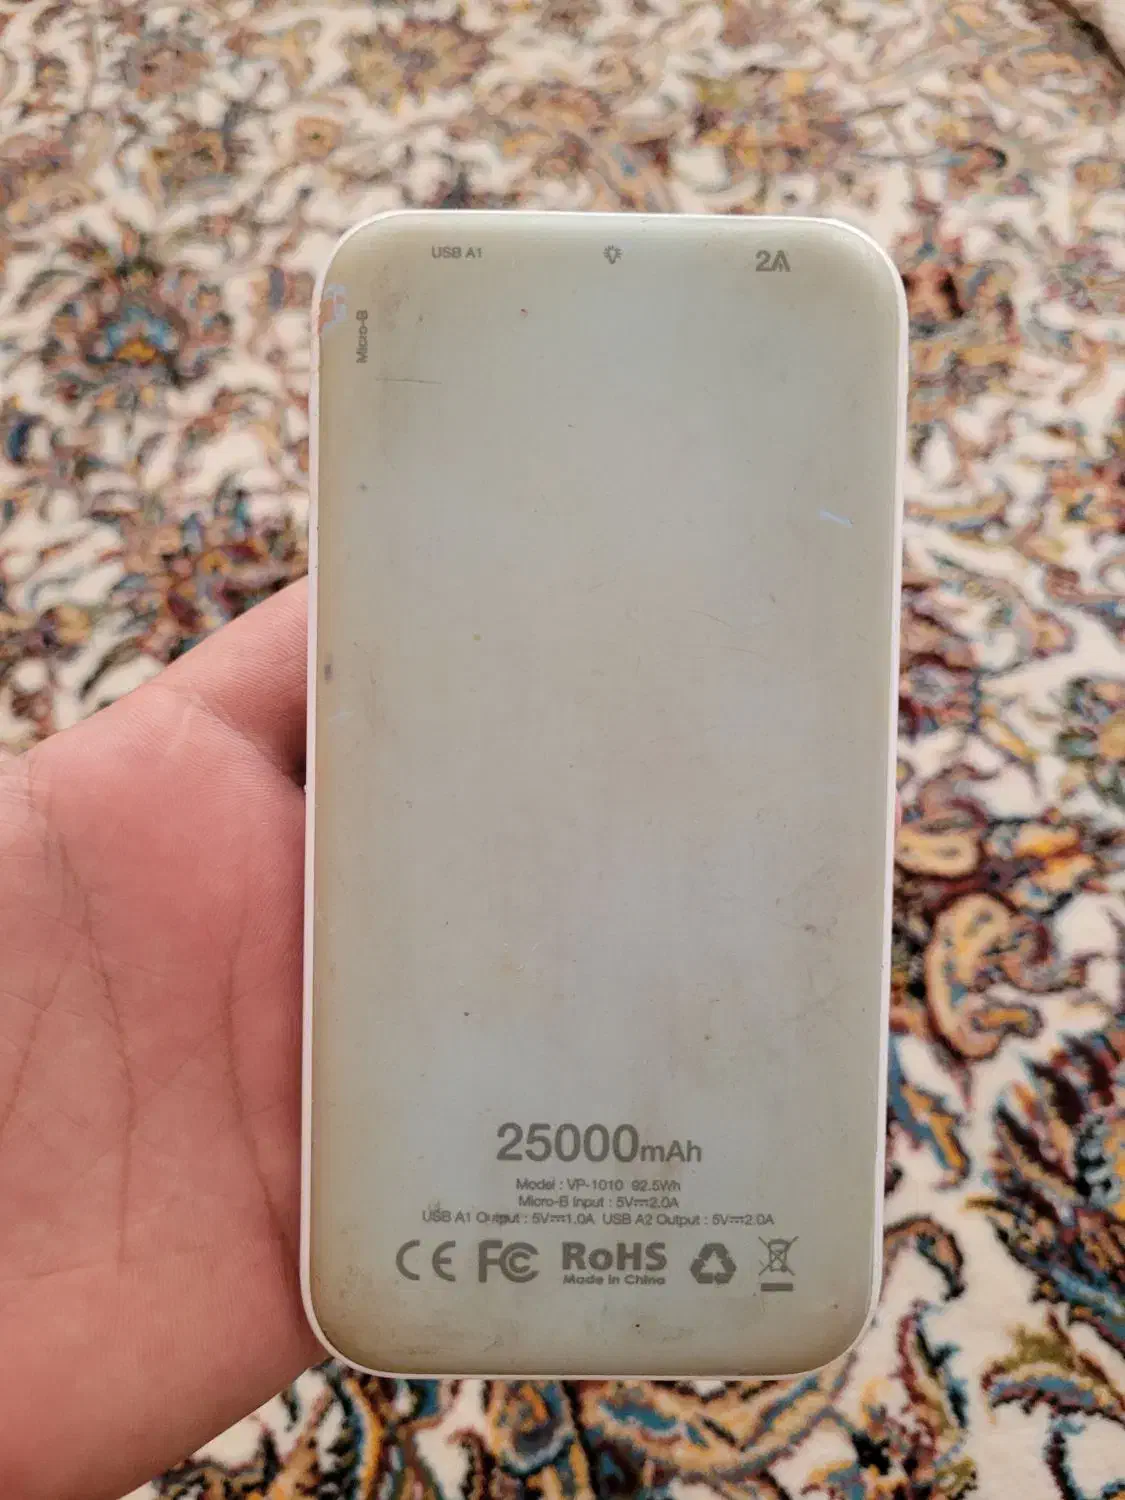 USB A1
2A
Micro-B
25000mAh
Model : VP-1010 92.5Wh
Micro-B Input : 5V⎓2.0A
USB A1 Output : 5V⎓1.0A USB A2 Output : 5V⎓2.0A
CE FC RoHS
Made in China